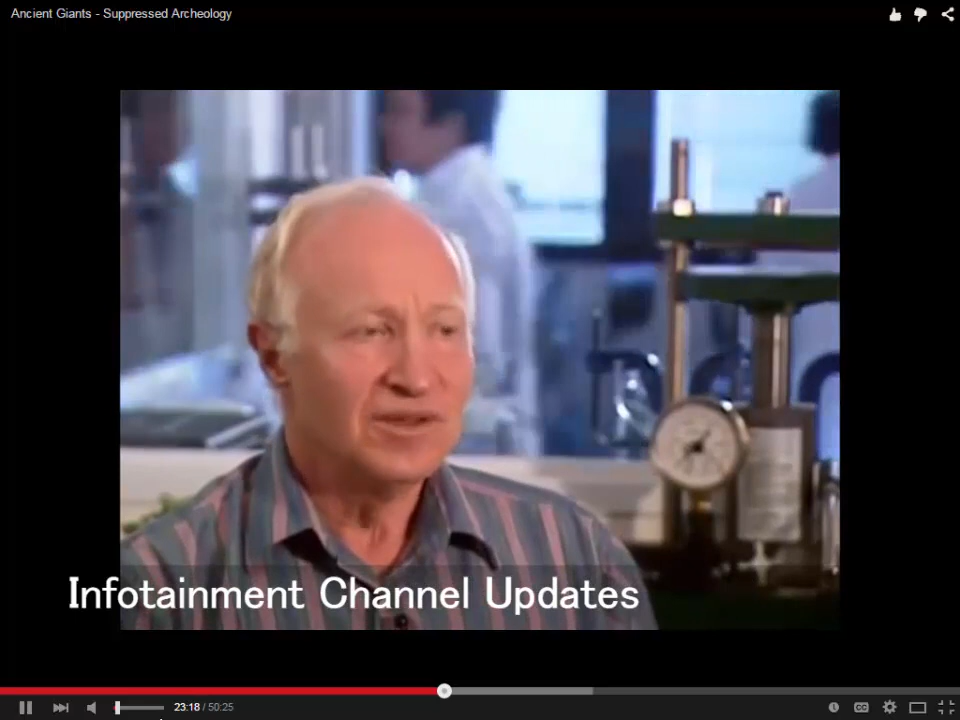 Ancient Giants - Suppressed Archeology
Infotainment Channel Updates
23:18 / 50:25